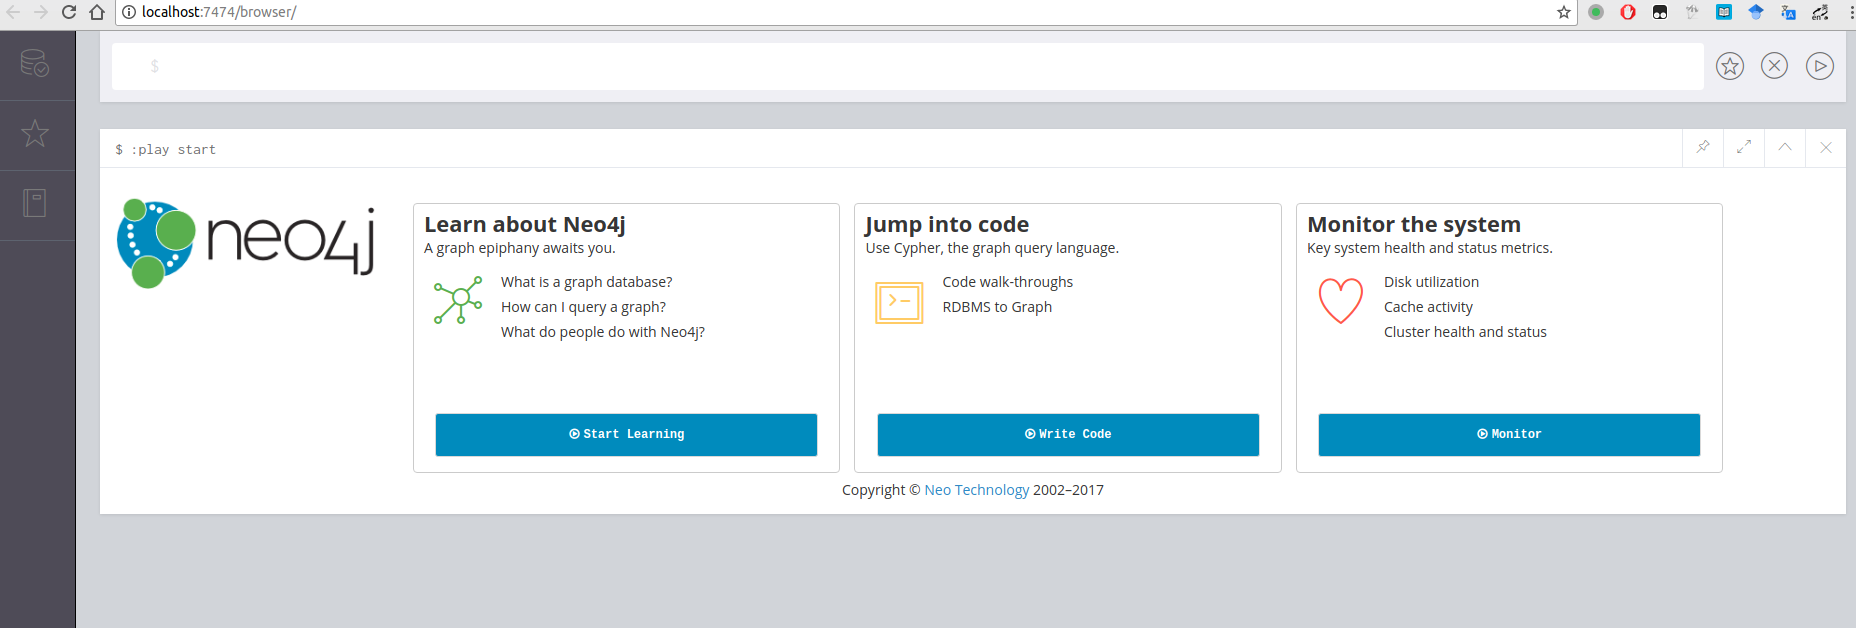 localhost:7474/browser/
$
$ :play start
neo4j
Learn about Neo4j
A graph epiphany awaits you.
What is a graph database?
How can I query a graph?
What do people do with Neo4j?
Start Learning
Jump into code
Use Cypher, the graph query language.
Code walk-throughs
RDBMS to Graph
Write Code
Monitor the system
Key system health and status metrics.
Disk utilization
Cache activity
Cluster health and status
Monitor
Copyright © Neo Technology 2002–2017